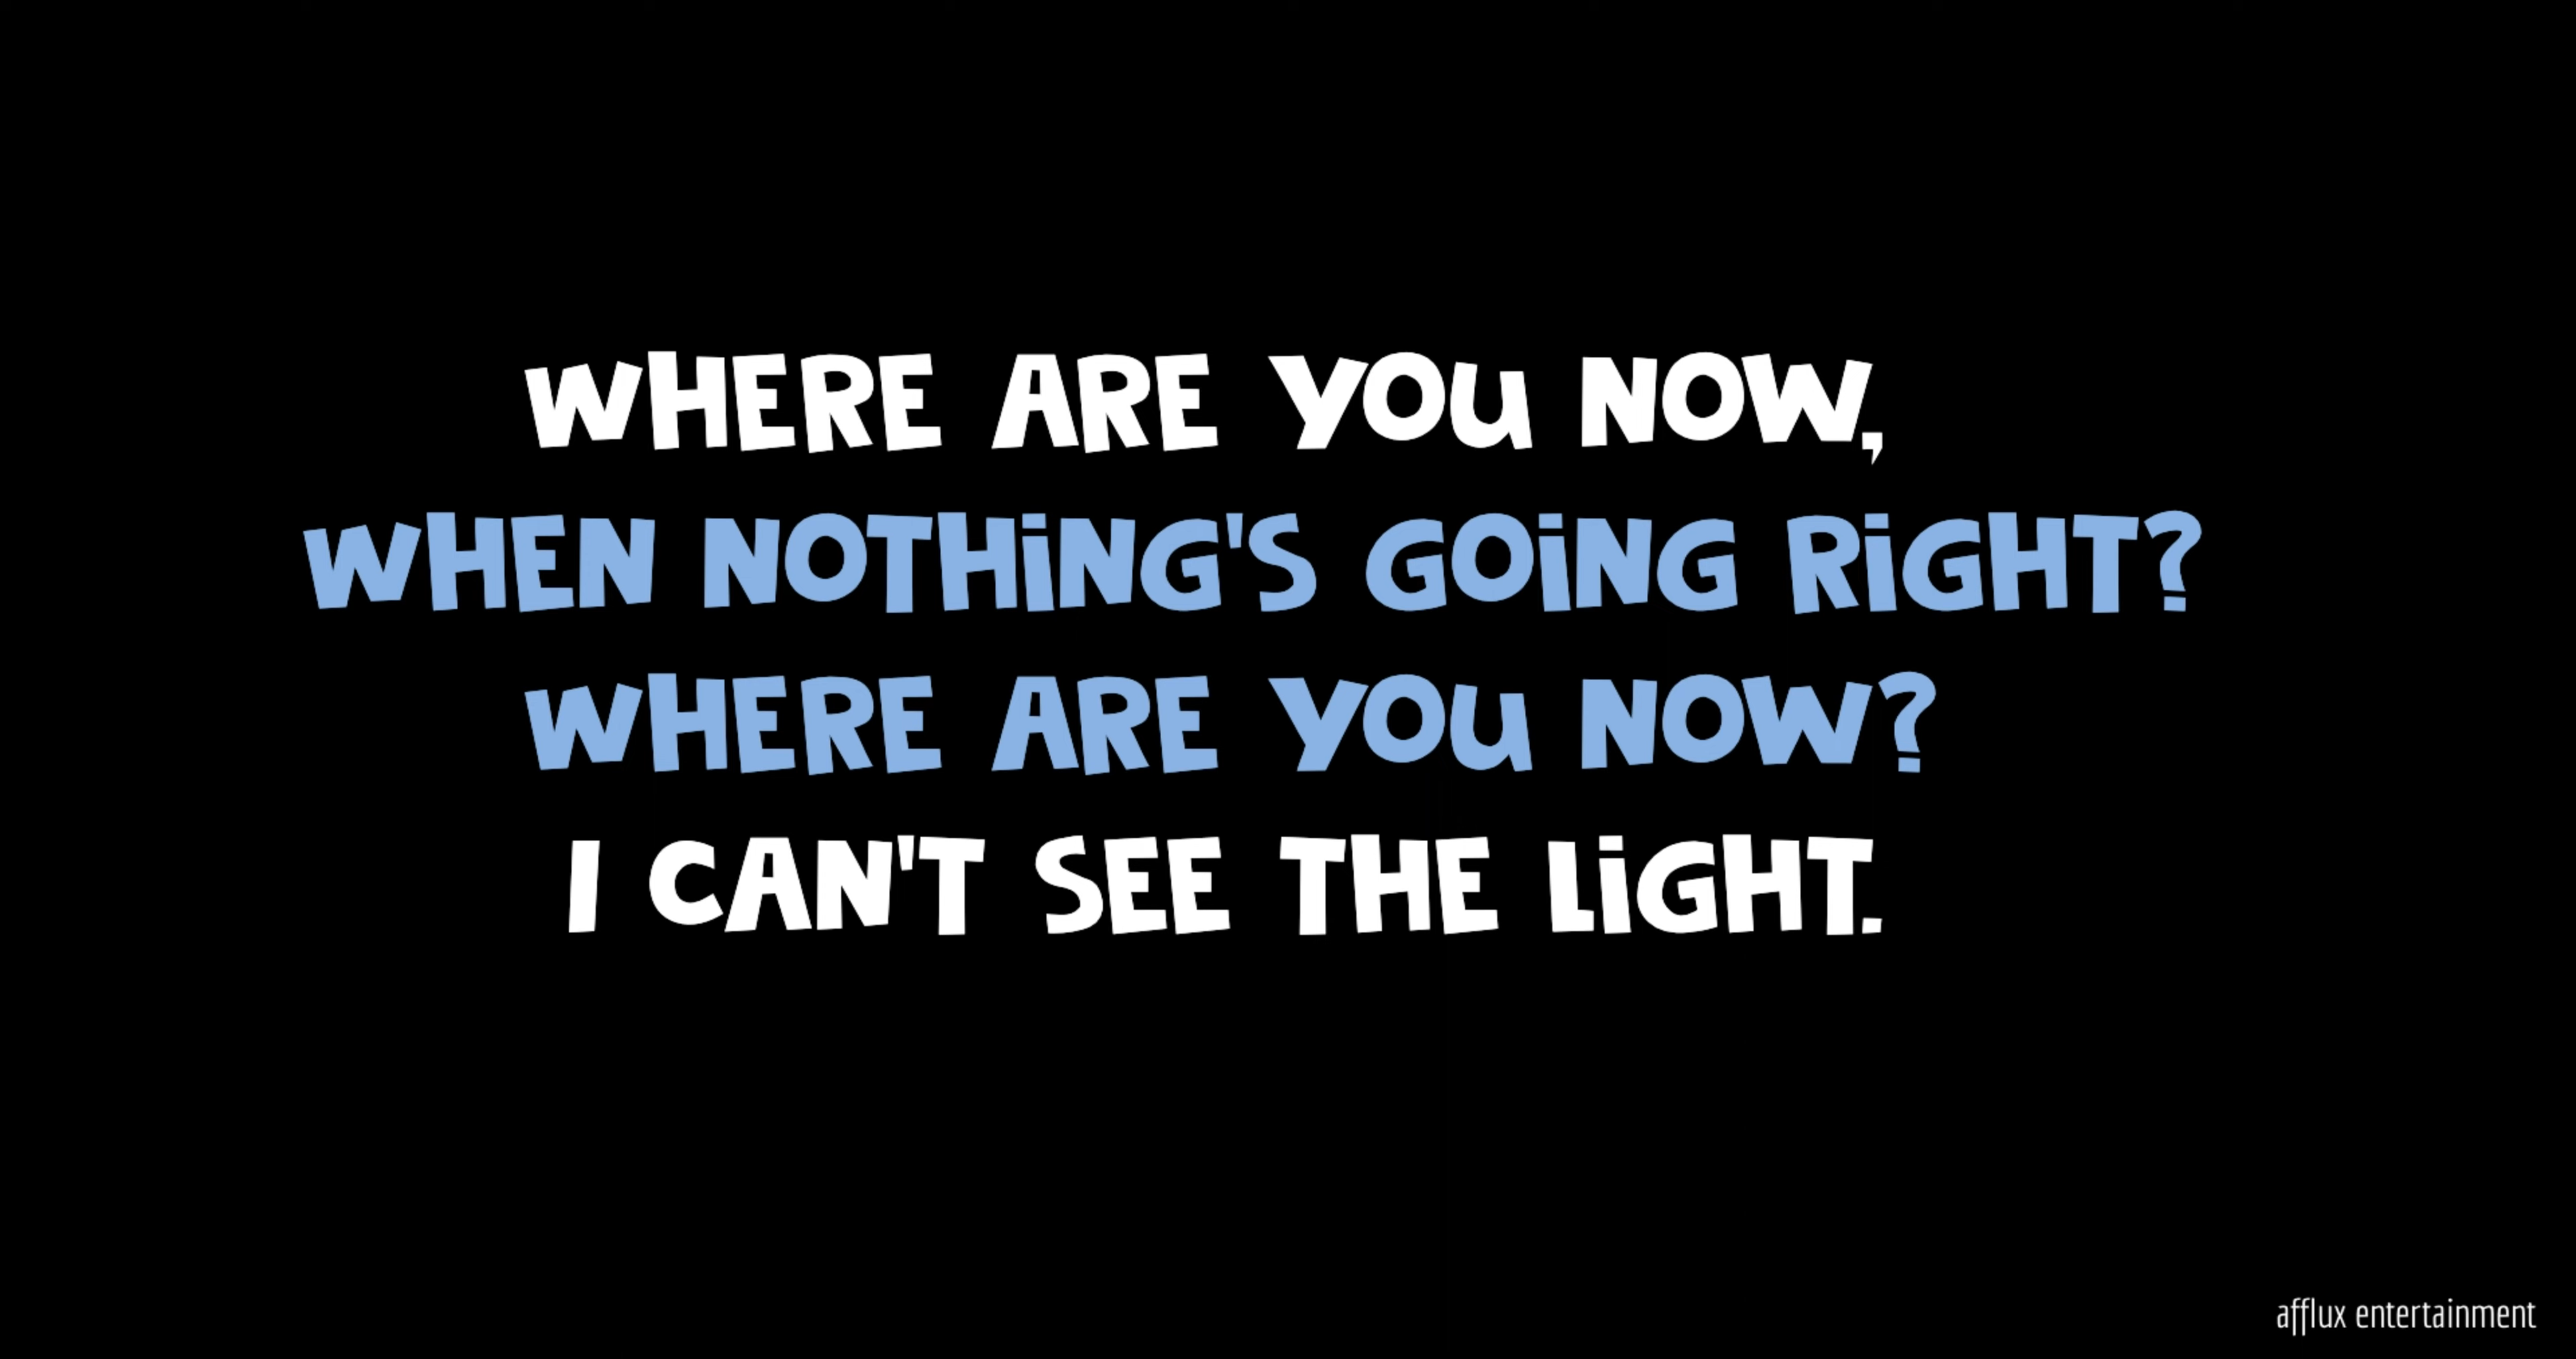 WHERE ARE YOU NOW,
WHEN NOTHiNG'S GOiNG RiGHT?
WHERE ARE YOU NOW?
I CAN'T SEE THE LiGHT.
afflux entertainment